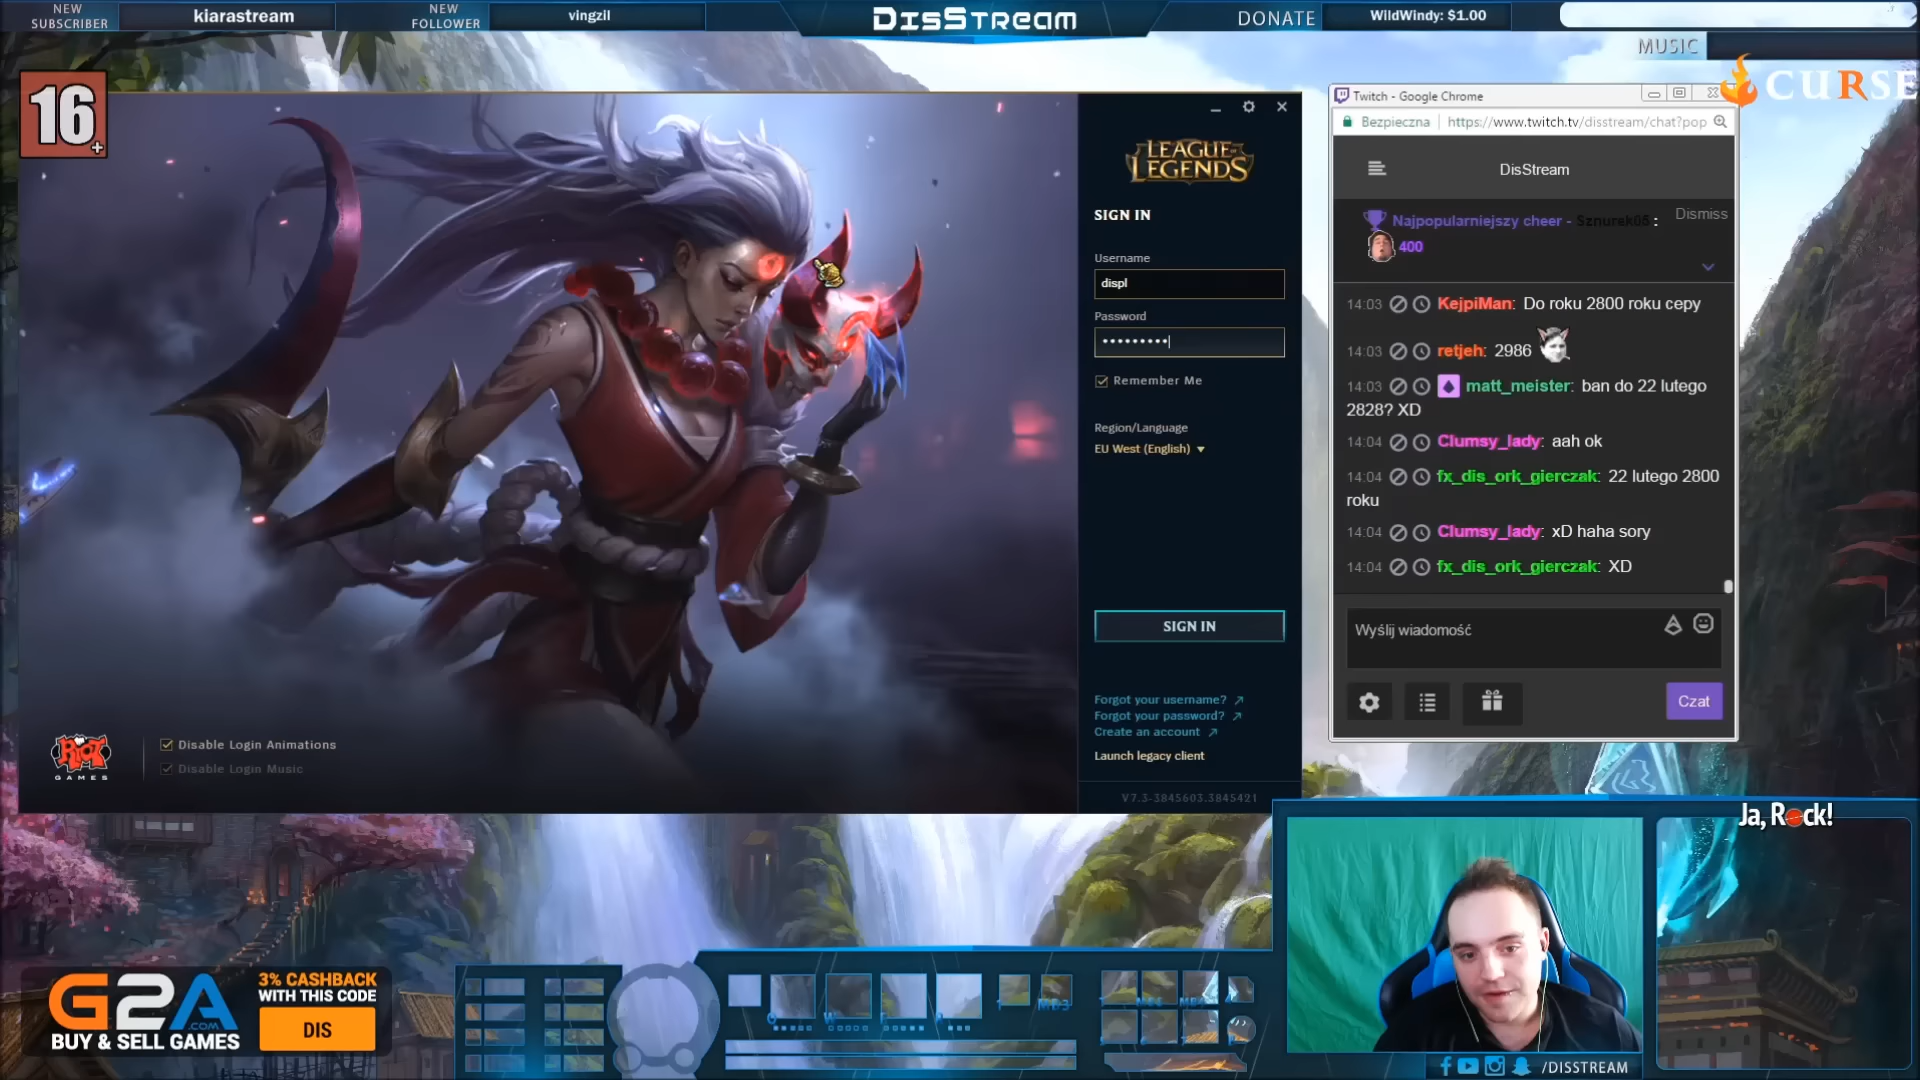 NEW SUBSCRIBER
kiarastream
NEW FOLLOWER
vingzil
DISSTREAM
DONATE
WildWindy: $1.00
MUSIC
CURSE
16+
LEAGUE OF LEGENDS
SIGN IN
Username
displ
Password
•••••••••
Remember Me
Region/Language
EU West (English)
SIGN IN
Forgot your username?
Forgot your password?
Create an account
Launch legacy client
V7.3-3845603.3845421
RIOT
GAMES
Disable Login Animations
Disable Login Music
Twitch - Google Chrome
Bezpieczna
https://www.twitch.tv/disstream/chat?pop
DisStream
Najpopularniejszy cheer - Sznurek05 :
Dismiss
400
14:03 KejpiMan: Do roku 2800 roku cepy
14:03 retjeh: 2986
14:03 matt_meister: ban do 22 lutego
2828? XD
14:04 Clumsy_lady: aah ok
14:04 fx_dis_ork_gierczak: 22 lutego 2800
roku
14:04 Clumsy_lady: xD haha sory
14:04 fx_dis_ork_gierczak: XD
Wyślij wiadomość
Czat
Ja, Rock!
G2A
.COM
BUY & SELL GAMES
3% CASHBACK
WITH THIS CODE
DIS
/DISSTREAM